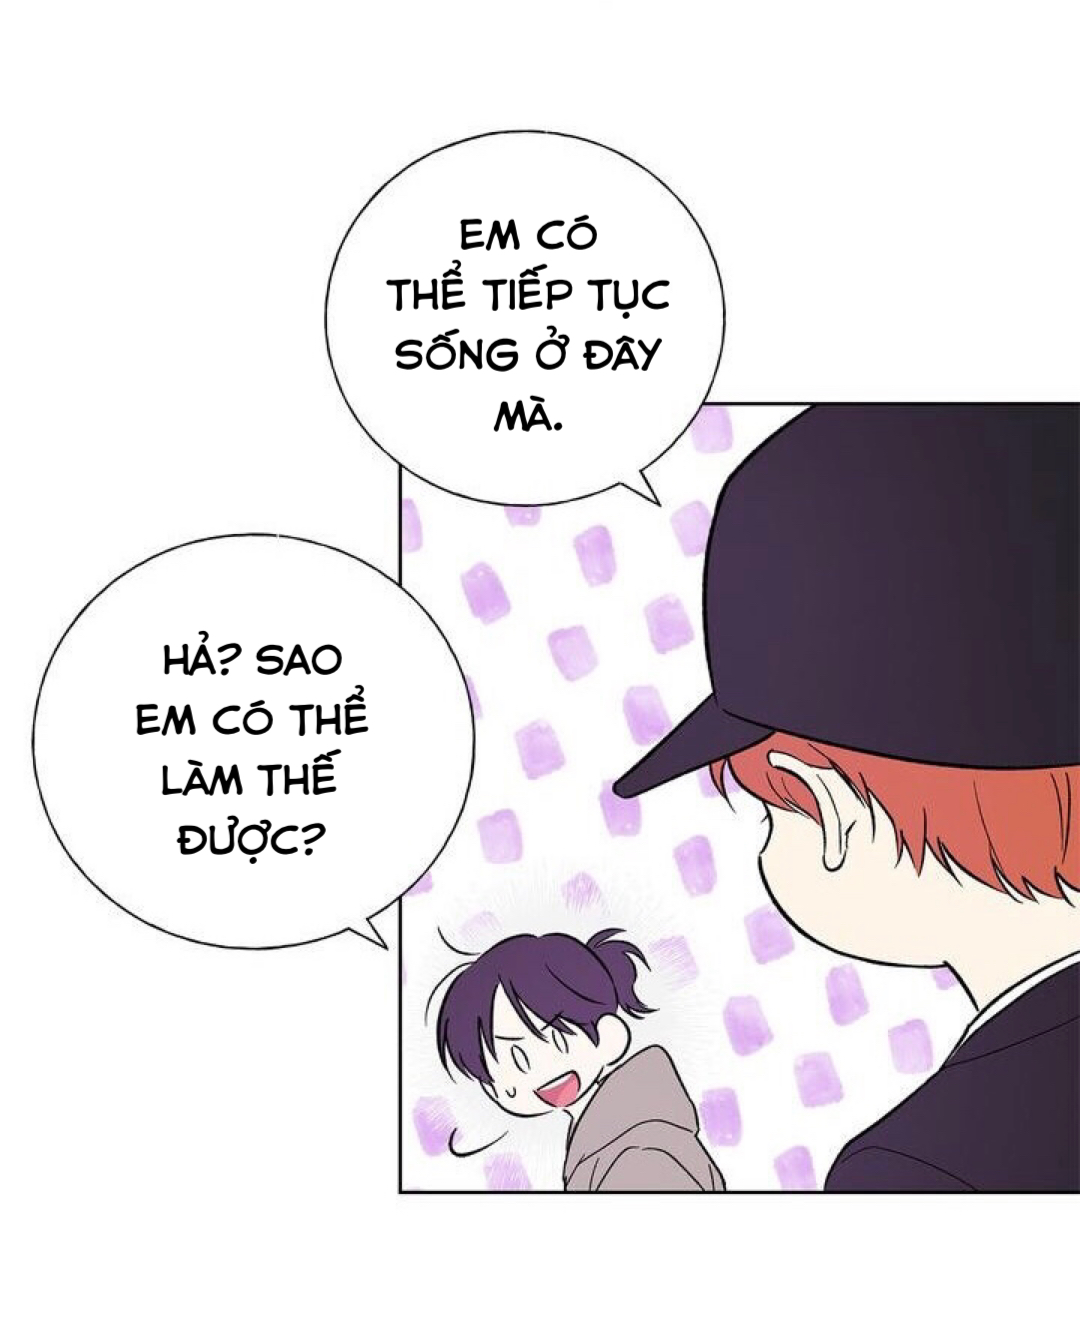 EM CÓ
THỂ TIẾP TỤC
SỐNG Ở ĐÂY
MÀ.
HẢ? SAO
EM CÓ THỂ
LÀM THẾ
ĐƯỢC?